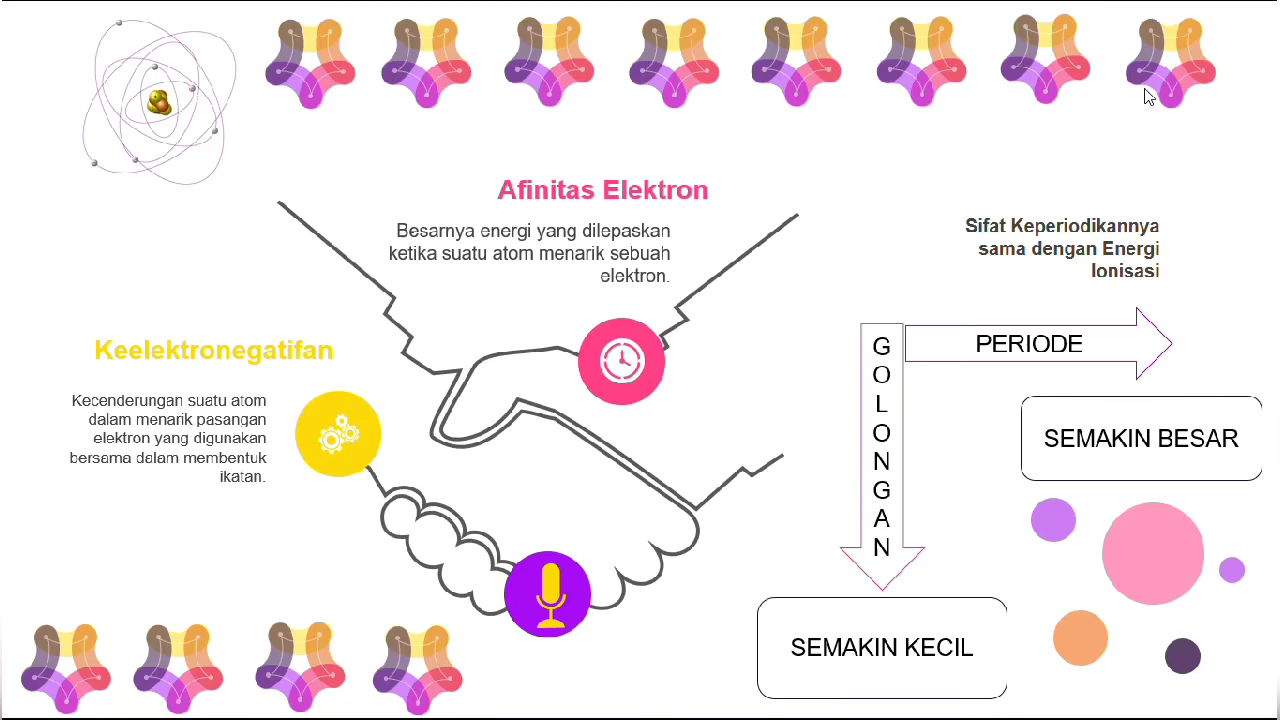 Afinitas Elektron
Besarnya energi yang dilepaskan
ketika suatu atom menarik sebuah
elektron.
Keelektronegatifan
Kecenderungan suatu atom
dalam menarik pasangan
elektron yang digunakan
bersama dalam membentuk
ikatan.
Sifat Keperiodikannya
sama dengan Energi
Ionisasi
PERIODE
GOLONGAN
SEMAKIN BESAR
SEMAKIN KECIL